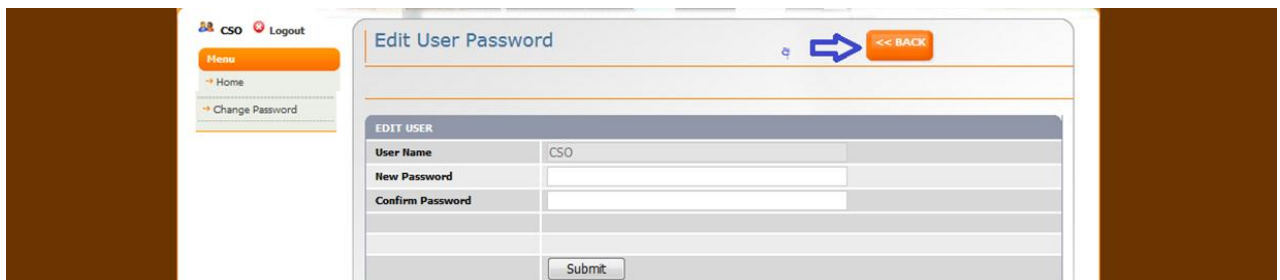 CSO Logout
Menu
Home
Change Password
Edit User Password
<< BACK
EDIT USER
User Name CSO
New Password
Confirm Password
Submit